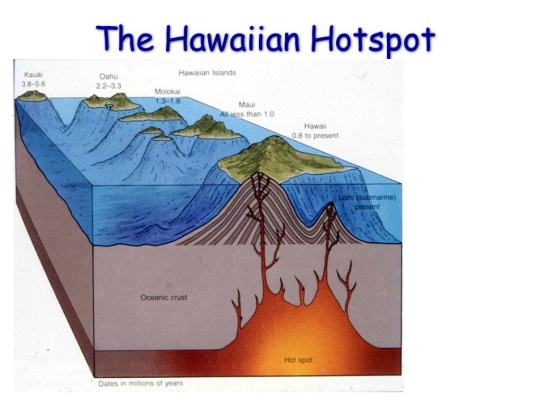 The Hawaiian Hotspot
Kauai
3.8–5.6
Oahu
2.2–3.3
Hawaiian Islands
Molokai
1.3–1.8
Maui
All less than 1.0
Hawaii
0.8 to present
Loihi (submarine)
present
Oceanic crust
Hot spot
Dates in millions of years